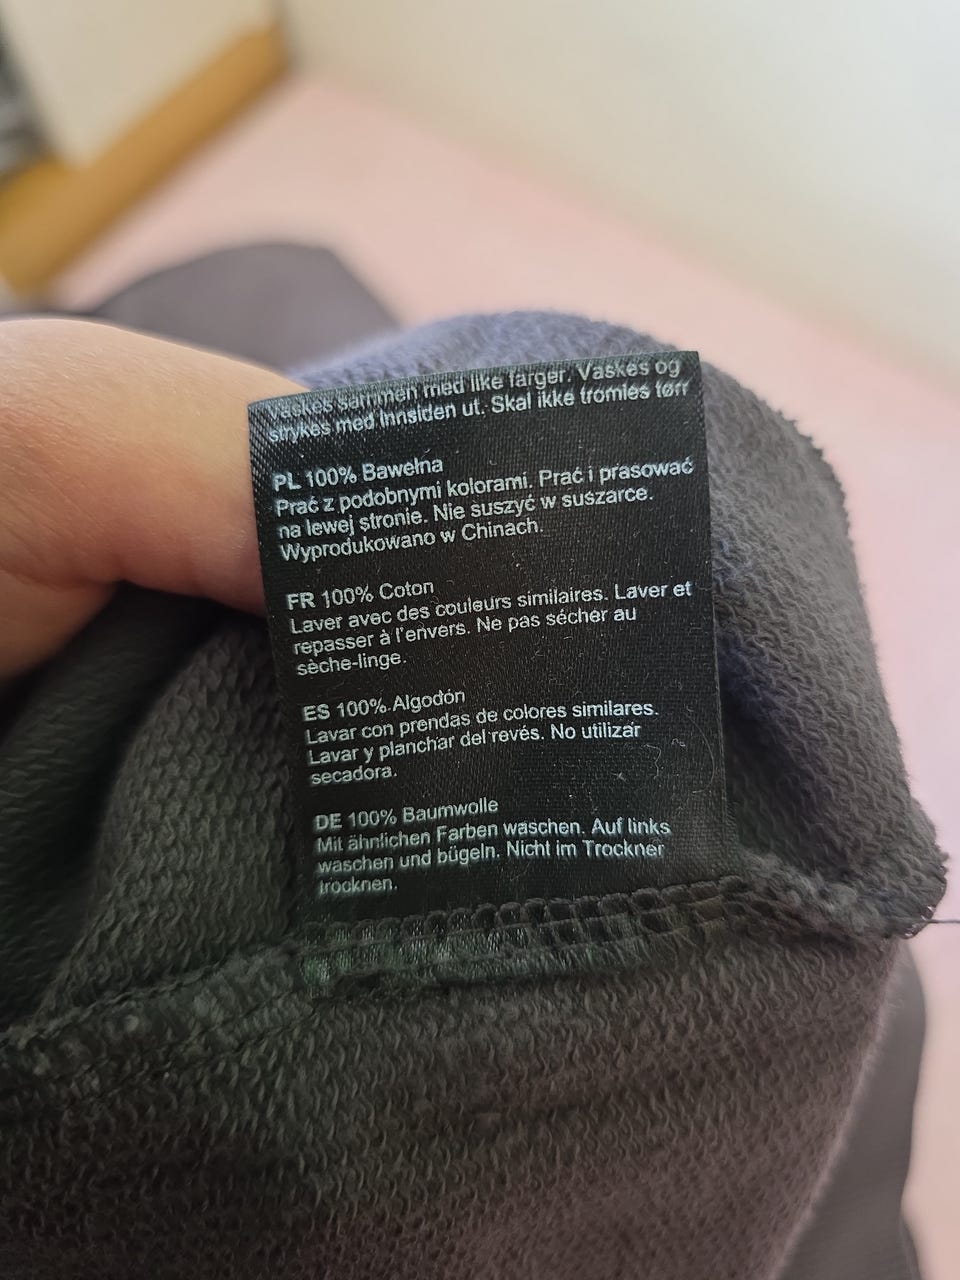 vaskes sammen med like farger. Vaskes og
strykes med innsiden ut. Skal ikke tromles tørr
PL 100% Bawełna
Prać z podobnymi kolorami. Prać i prasować
na lewej stronie. Nie suszyć w suszarce.
Wyprodukowano w Chinach.
FR 100% Coton
Laver avec des couleurs similaires. Laver et
repasser à l'envers. Ne pas sécher au
sèche-linge.
ES 100% Algodón
Lavar con prendas de colores similares.
Lavar y planchar del revés. No utilizar
secadora.
DE 100% Baumwolle
Mit ähnlichen Farben waschen. Auf links
waschen und bügeln. Nicht im Trockner
trocknen.